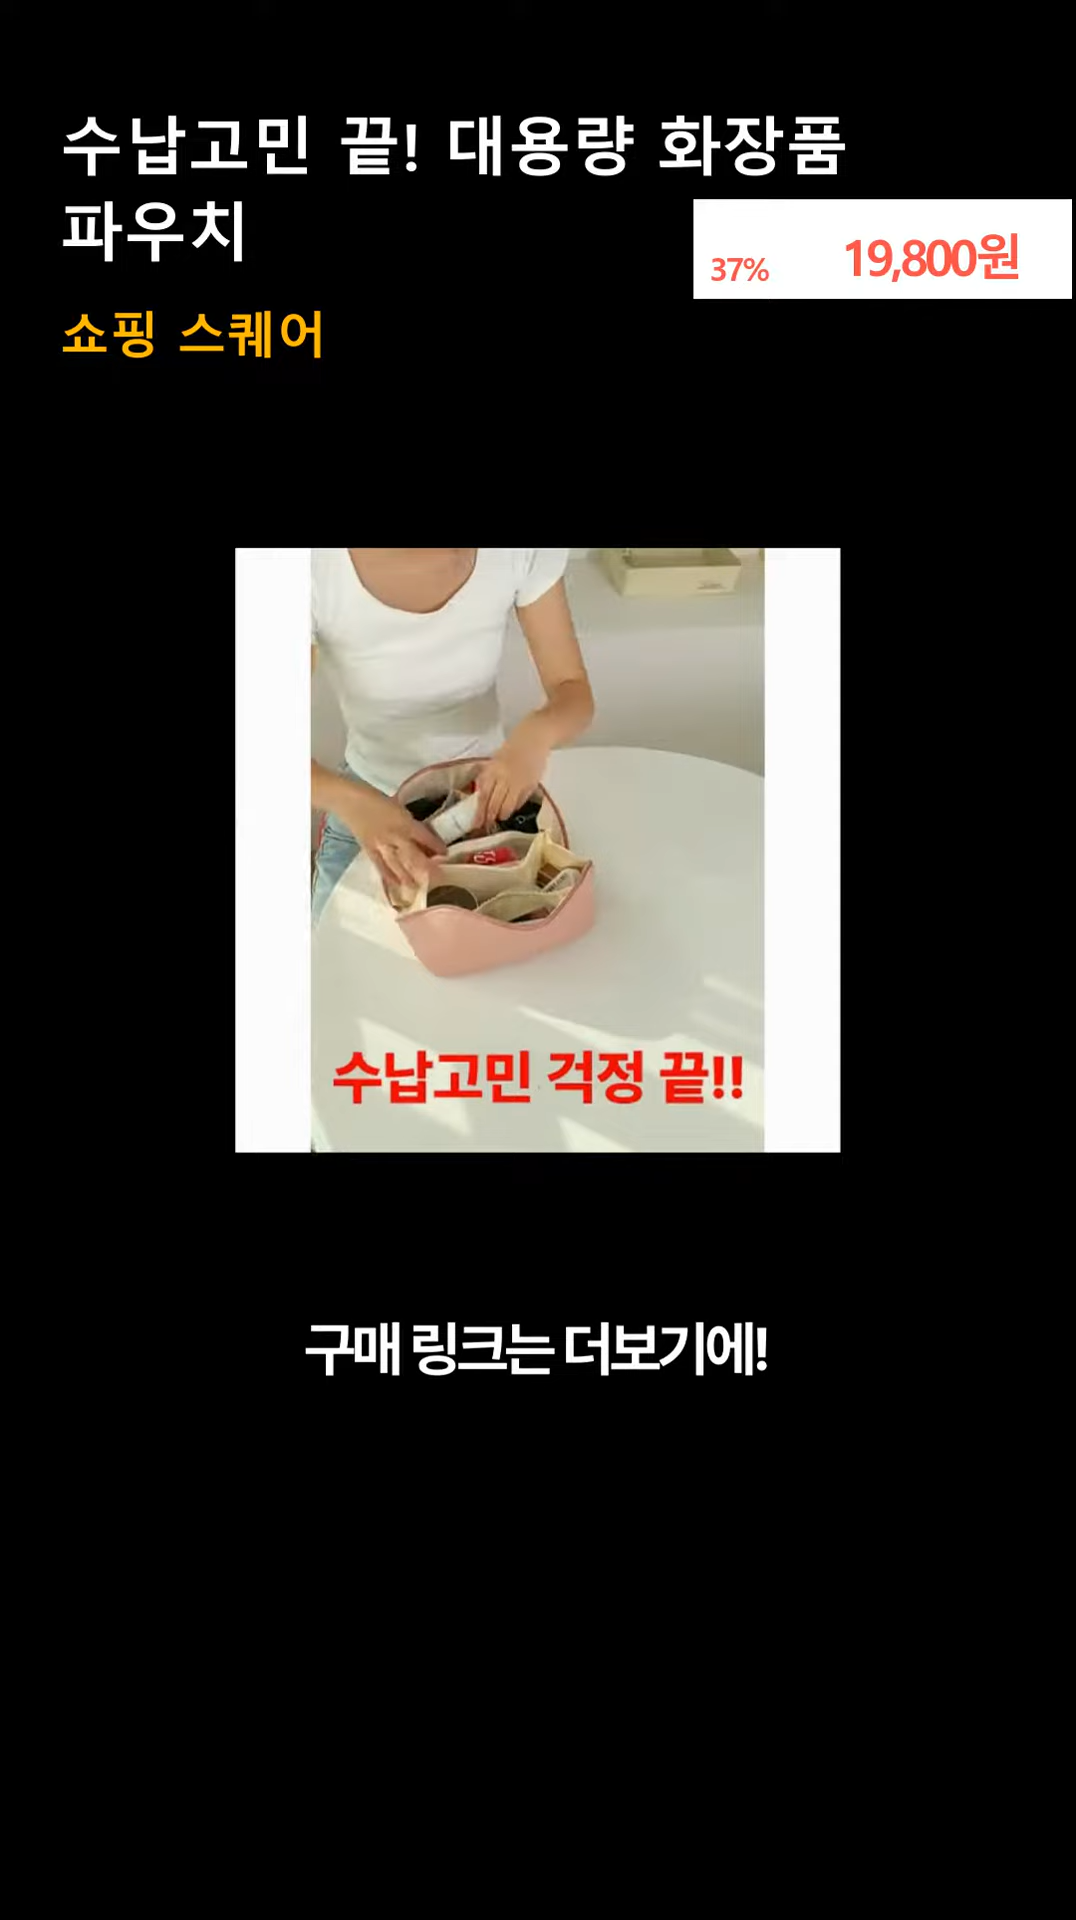 수납고민 끝! 대용량 화장품
파우치
37% 19,800원
쇼핑 스퀘어
수납고민 걱정 끝!!
구매 링크는 더보기에!